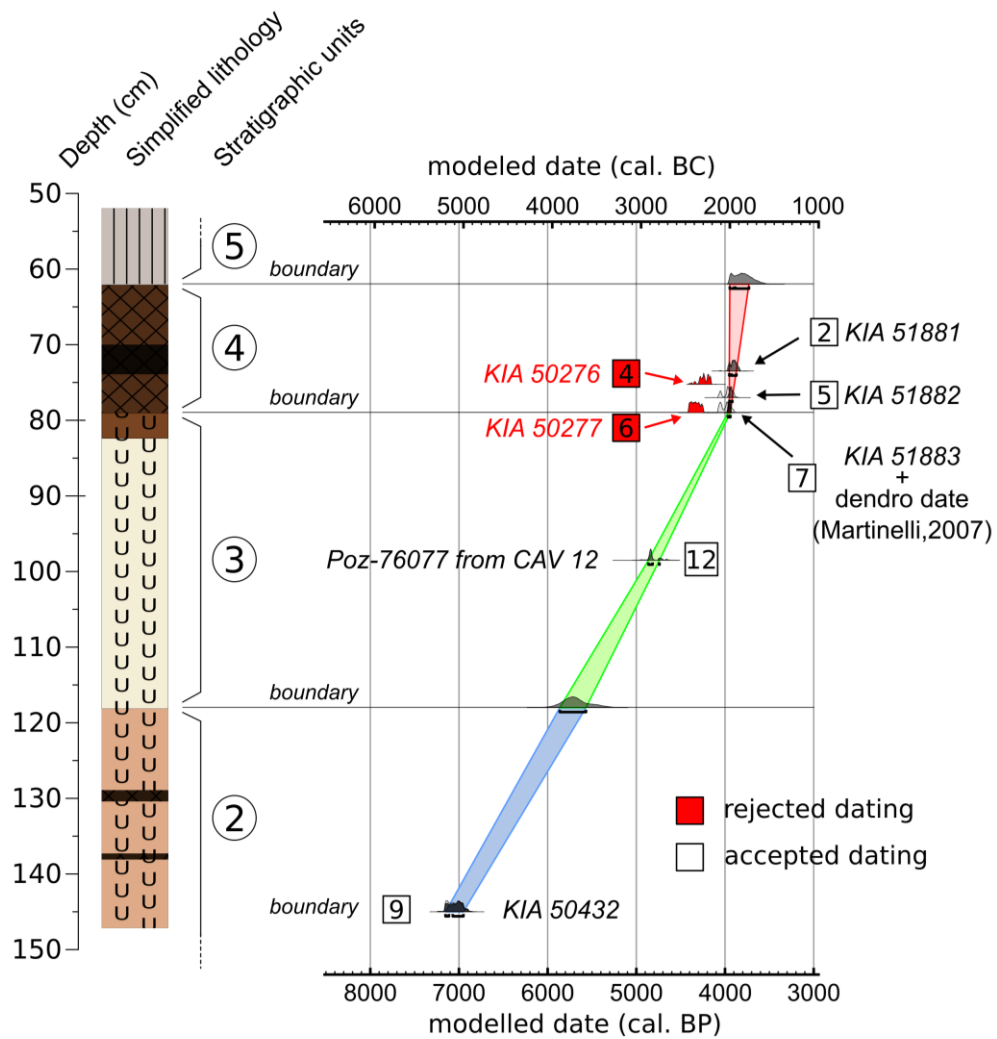 Depth (cm)
Simplified lithology
Stratigraphic units
modeled date (cal. BC)
6000 5000 4000 3000 2000 1000
50
60
70
80
90
100
110
120
130
140
150
5
boundary
4
2 KIA 51881
KIA 50276 4
5 KIA 51882
KIA 50277 6
7 KIA 51883
+
dendro date
(Martinelli,2007)
3
Poz-76077 from CAV 12 12
boundary
2
rejected dating
accepted dating
boundary 9 KIA 50432
8000 7000 6000 5000 4000 3000
modelled date (cal. BP)